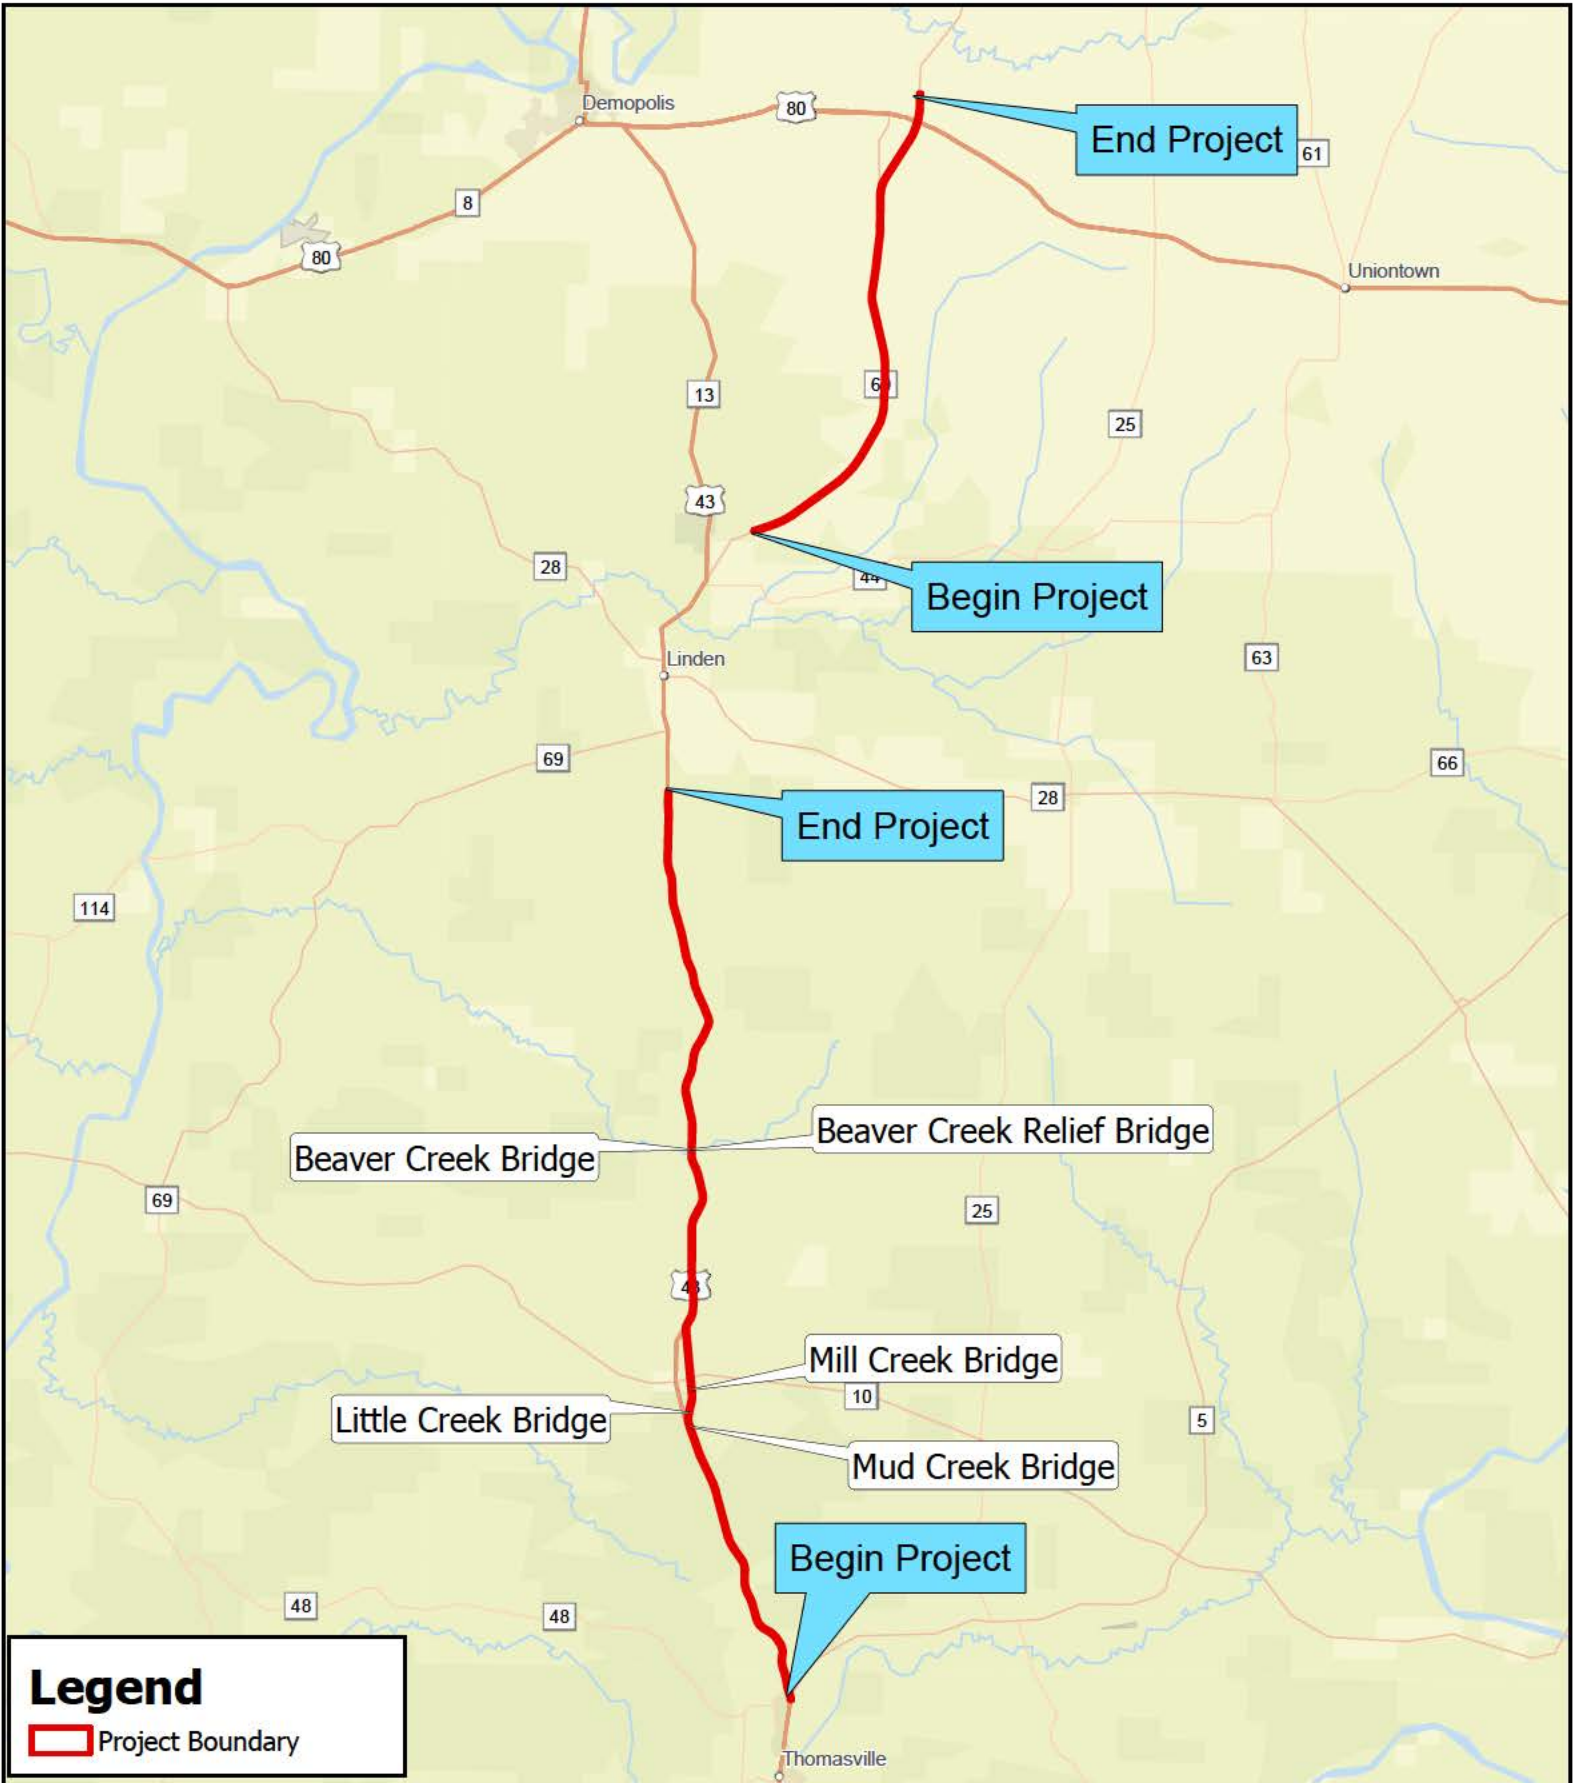 Demopolis
80
End Project
61
8
80
Uniontown
13
25
43
28
44
Begin Project
Linden
63
69
66
28
End Project
114
Beaver Creek Relief Bridge
Beaver Creek Bridge
69
25
43
Mill Creek Bridge
10
Little Creek Bridge
5
Mud Creek Bridge
Begin Project
48
48
Legend
Project Boundary
Thomasville